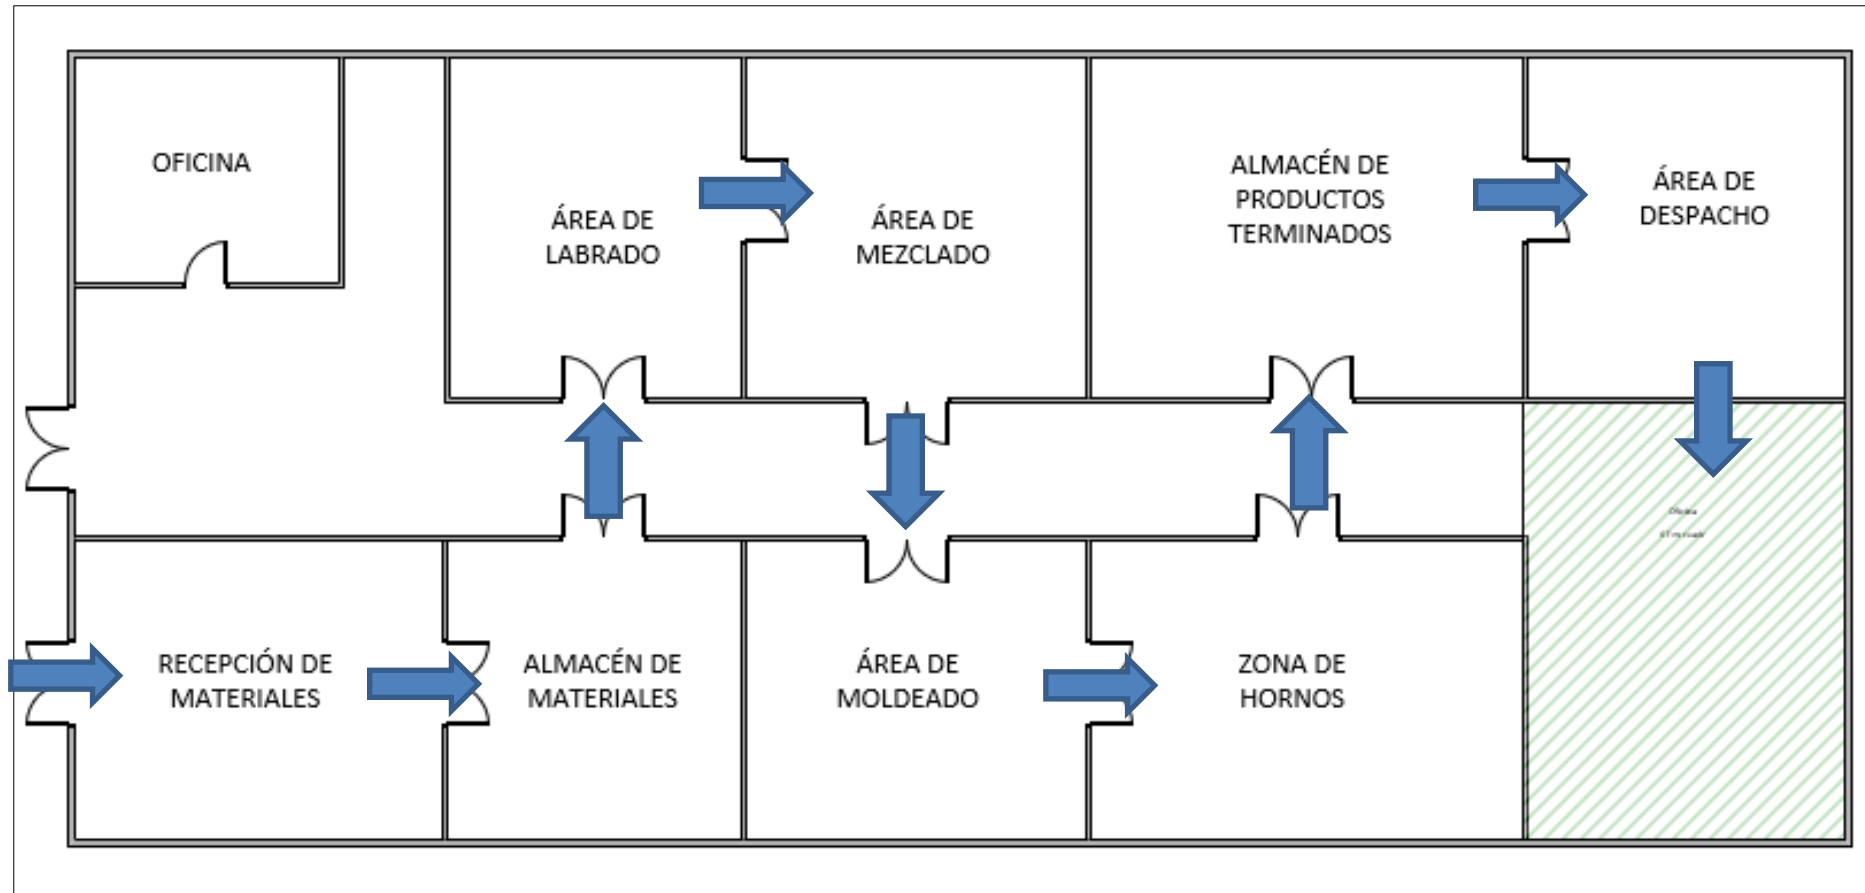 OFICINA
ÁREA DE
LABRADO
ÁREA DE
MEZCLADO
ALMACÉN DE
PRODUCTOS
TERMINADOS
ÁREA DE
DESPACHO
Oficina
RECEPCIÓN DE
MATERIALES
ALMACÉN DE
MATERIALES
ÁREA DE
MOLDEADO
ZONA DE
HORNOS